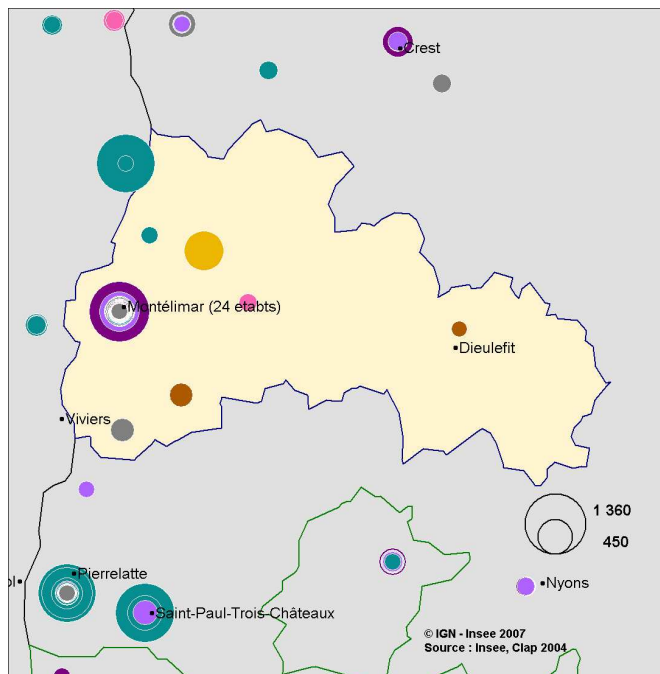 Crest
Montélimar (24 etabts)
Dieulefit
Viviers
1 360
450
Pierrelatte
ol
Nyons
Saint-Paul-Trois-Châteaux
© IGN - Insee 2007
Source : Insee, Clap 2004